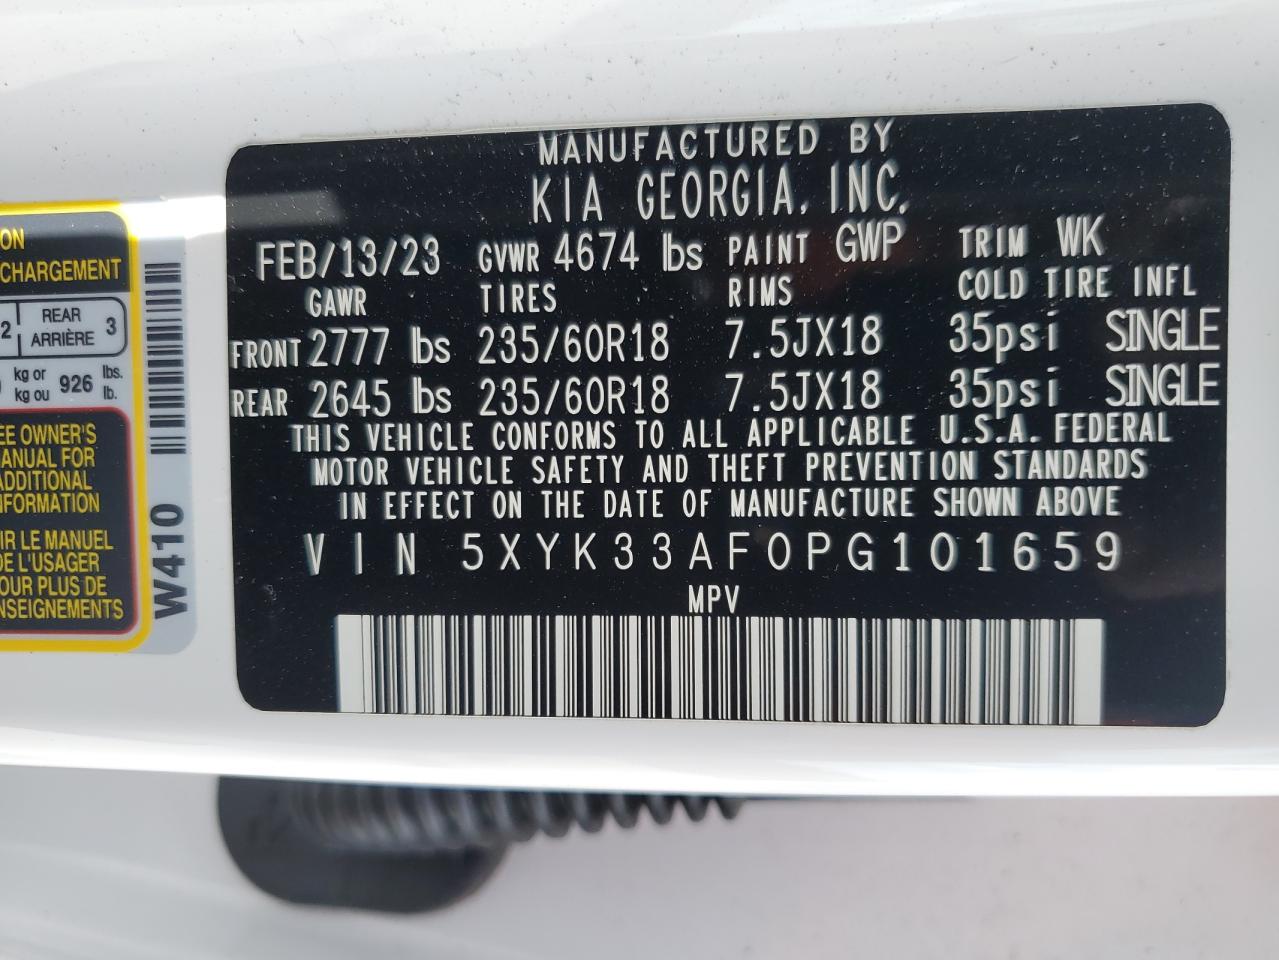 MANUFACTURED BY
KIA GEORGIA, INC.
FEB/13/23 GVWR 4674 lbs PAINT GWP TRIM WK
GAWR TIRES RIMS COLD TIRE INFL
FRONT 2777 lbs 235/60R18 7.5JX18 35psi SINGLE
REAR 2645 lbs 235/60R18 7.5JX18 35psi SINGLE
THIS VEHICLE CONFORMS TO ALL APPLICABLE U.S.A. FEDERAL
MOTOR VEHICLE SAFETY AND THEFT PREVENTION STANDARDS
IN EFFECT ON THE DATE OF MANUFACTURE SHOWN ABOVE
VIN 5XYK33AF0PG101659
MPV
ON
CHARGEMENT
2 REAR 3
ARRIÈRE
kg or 926 lbs.
kg ou lb.
EE OWNER'S
ANUAL FOR
ADDITIONAL
NFORMATION
IR LE MANUEL
DE L'USAGER
OUR PLUS DE
NSEIGNEMENTS
W410